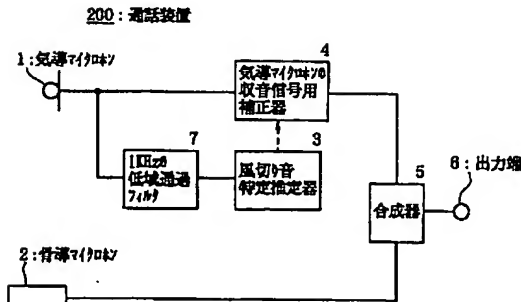 200：通話装置
1：気導マイクロホン
4
気導マイクロホンの
収音信号用
補正器
7
1KHzの
低域通過
フィルタ
3
風切り音
特定推定器
5
合成器
6：出力端
2：骨導マイクロホン